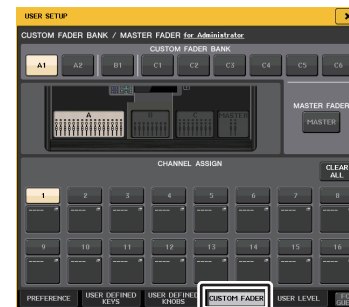 USER SETUP
CUSTOM FADER BANK / MASTER FADER for Administrator
CUSTOM FADER BANK
A1 A2 B1 C1 C2 C3 C4 C5 C6
A B C MASTER
MASTER FADER
MASTER
CHANNEL ASSIGN
CLEAR
ALL
1 2 3 4 5 6 7 8
---- ---- ---- ---- ---- ---- ---- ----
9 10 11 12 13 14 15 16
---- ---- ---- ---- ---- ---- ---- ----
PREFERENCE USER DEFINED KEYS USER DEFINED KNOBS CUSTOM FADER USER LEVEL